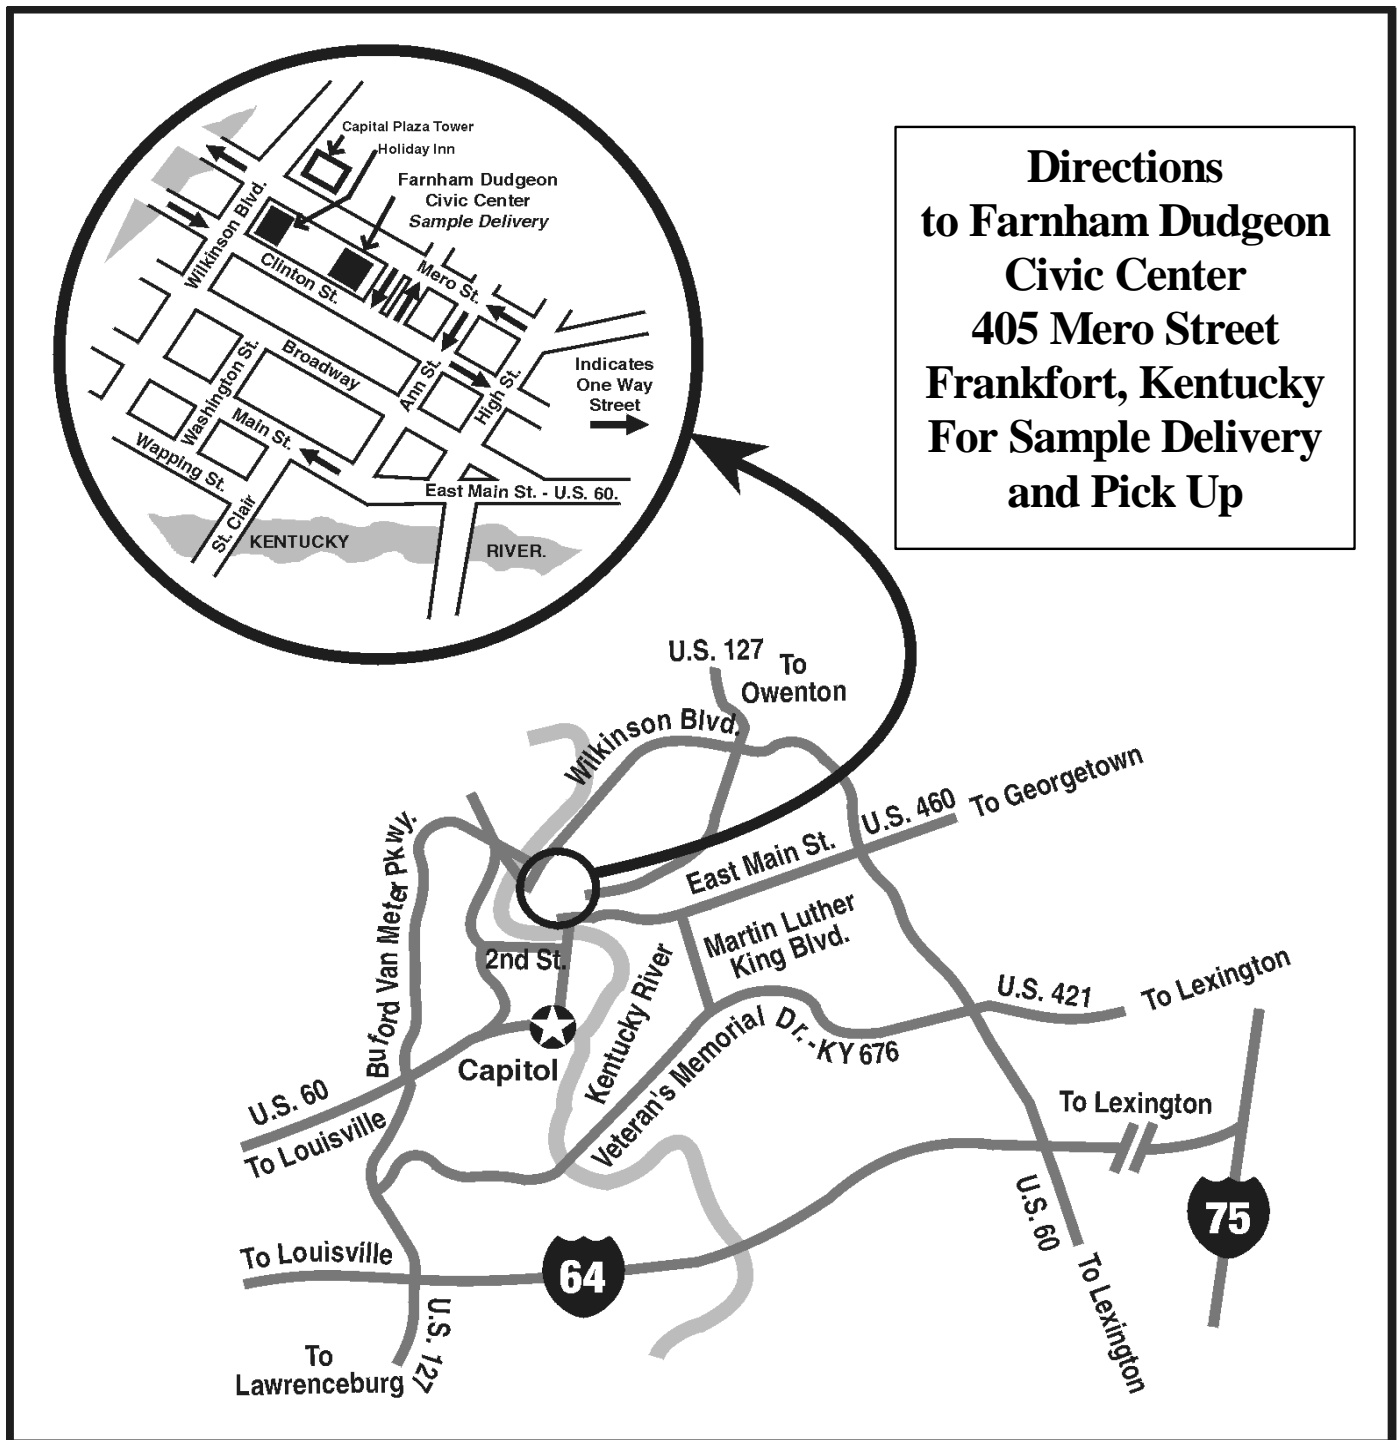 Capital Plaza Tower
Holiday Inn
Farnham Dudgeon
Civic Center
Sample Delivery
Wilkinson Blvd.
Clinton St.
Mero St.
Broadway
Ann St.
High St.
Washington St.
Main St.
Wapping St.
St. Clair
East Main St. - U.S. 60.
KENTUCKY
RIVER.
Indicates
One Way
Street
Directions
to Farnham Dudgeon
Civic Center
405 Mero Street
Frankfort, Kentucky
For Sample Delivery
and Pick Up
U.S. 127
To
Owenton
Wilkinson Blvd.
U.S. 460
To Georgetown
East Main St.
Buford Van Meter Pkwy.
Martin Luther
King Blvd.
2nd St.
Kentucky River
U.S. 421
To Lexington
Capitol
Veteran's Memorial Dr.-KY 676
U.S. 60
To Louisville
To Lexington
U.S. 60
To Lexington
75
To Louisville
64
U.S. 127
To
Lawrenceburg